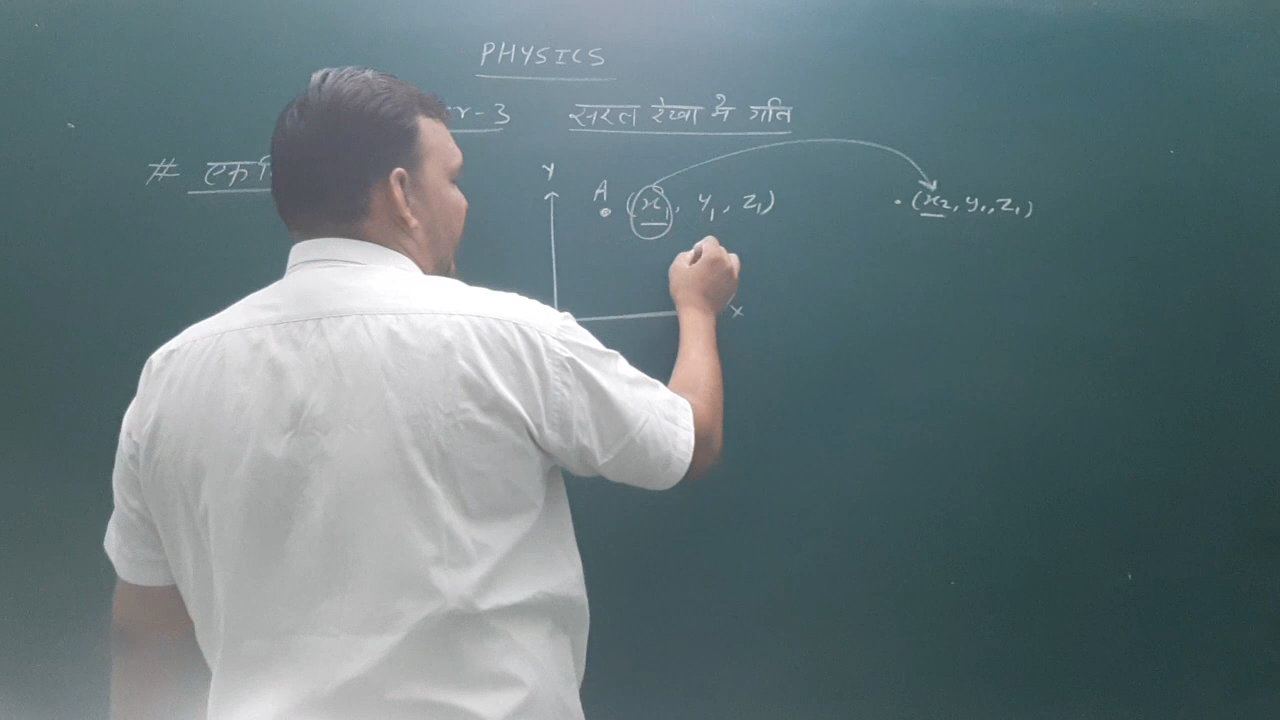 PHYSICS
-3 सरल रेखा में गति
# एक
Y
A (x₁, y₁, z₁) (x₂, y₁, z₁)
X